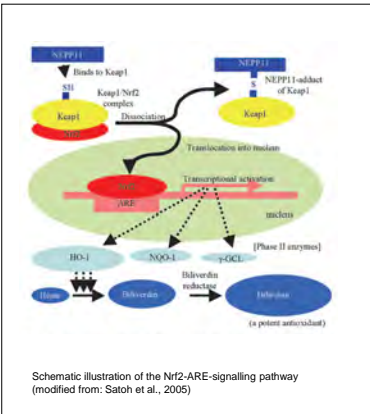 NEPP11
Binds to Keap1
SH
Keap1/Nrf2
complex
Keap1
Dissociation
NEPP11
S
NEPP11-adduct
of Keap1
Keap1
Translocation into nucleus
Transcriptional activation
ARE
nucleus
[Phase II enzymes]
HO-1
NQO-1
γ-GCL
Biliverdin
reductase
Heme
Biliverdin
Bilirubin
(a potent antioxidant)
Schematic illustration of the Nrf2-ARE-signalling pathway
(modified from: Satoh et al., 2005)